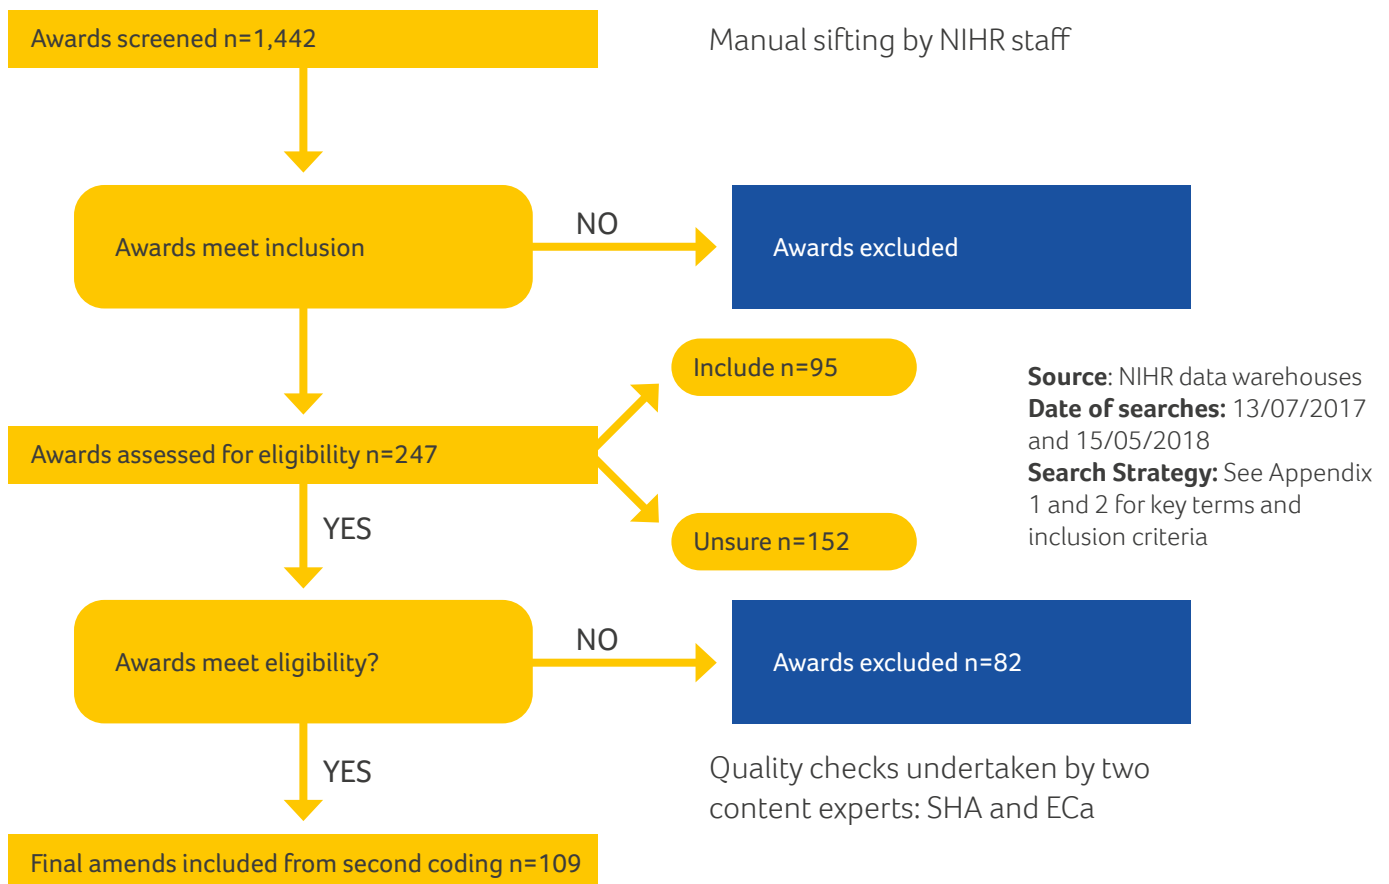 Awards screened n=1,442
Manual sifting by NIHR staff
Awards meet inclusion
NO
Awards excluded
Include n=95
Awards assessed for eligibility n=247
Unsure n=152
Source: NIHR data warehouses
Date of searches: 13/07/2017
and 15/05/2018
Search Strategy: See Appendix
1 and 2 for key terms and
inclusion criteria
YES
Awards meet eligibility?
NO
Awards excluded n=82
YES
Quality checks undertaken by two
content experts: SHA and ECa
Final amends included from second coding n=109